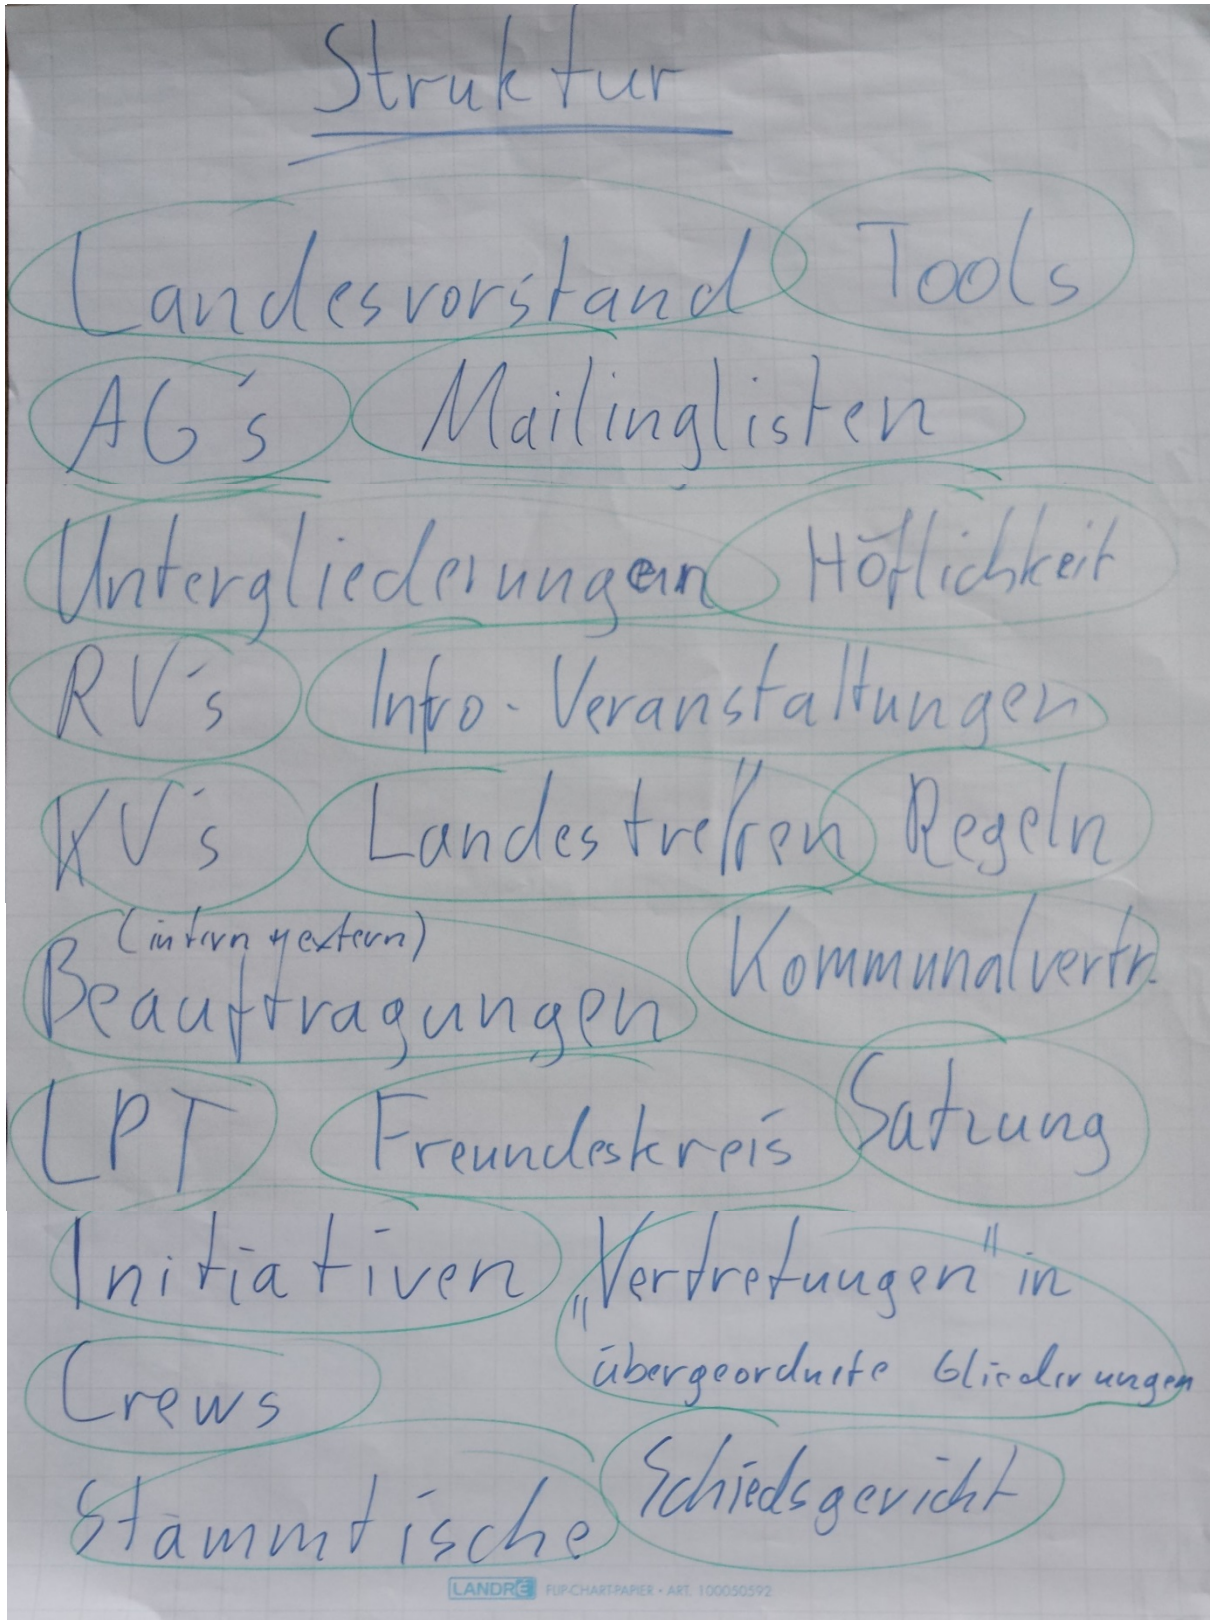 Struktur
Landesvorstand Tools
AG's Mailinglisten
Untergliederungen Höflichkeit
RV's Info-Veranstaltungen
KV's Landestreffen Regeln
(intern extern)
Beauftragungen Kommunalvertr.
LPT Freundeskreis Satzung
Initiativen „Vertretungen" in
übergeordnete Gliederungen
Crews
Stammtische Schiedsgericht
LANDRÉ FLIP-CHART-PAPIER • ART. 100050592